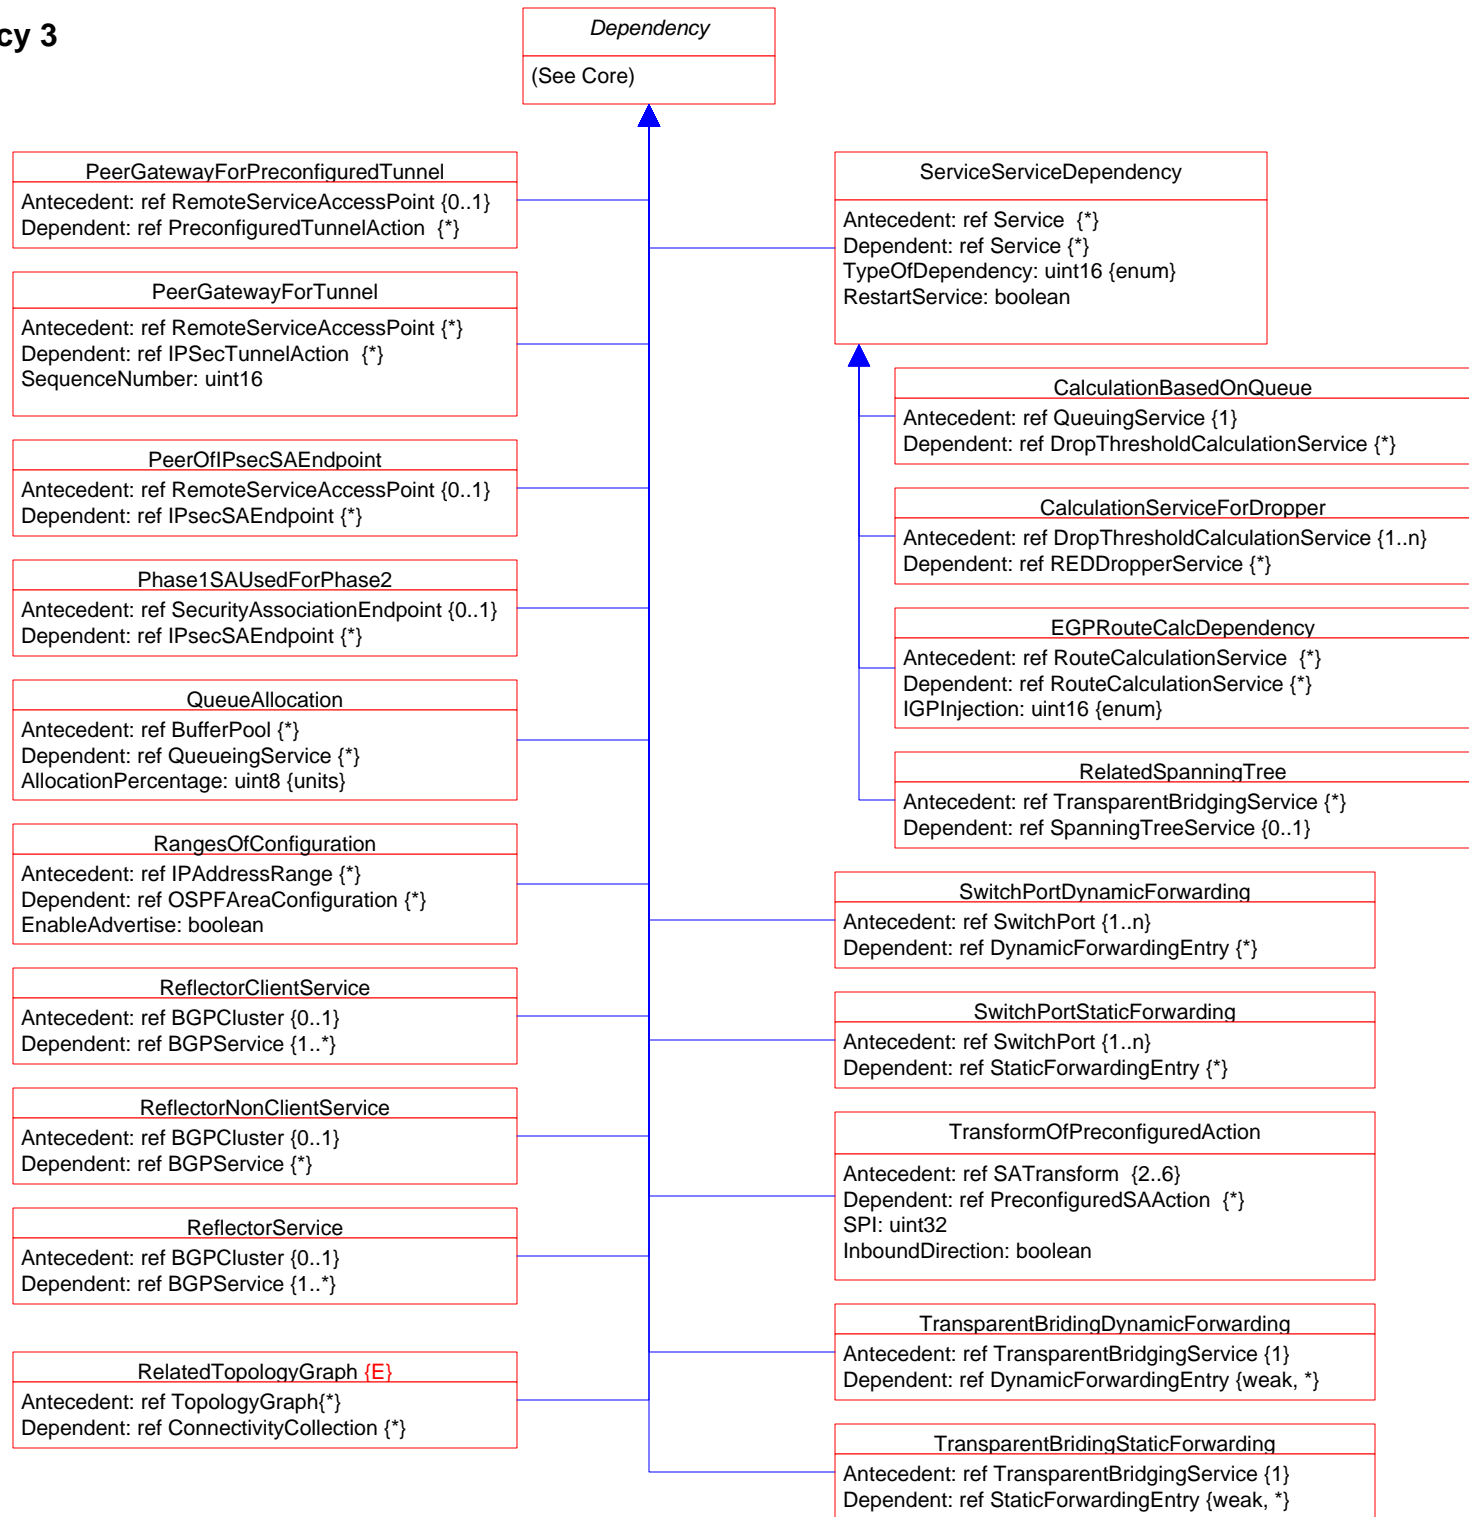 cy 3
Dependency
(See Core)
PeerGatewayForPreconfiguredTunnel
Antecedent: ref RemoteServiceAccessPoint {0..1}
Dependent: ref PreconfiguredTunnelAction {*}
PeerGatewayForTunnel
Antecedent: ref RemoteServiceAccessPoint {*}
Dependent: ref IPSecTunnelAction {*}
SequenceNumber: uint16
PeerOfIPsecSAEndpoint
Antecedent: ref RemoteServiceAccessPoint {0..1}
Dependent: ref IPsecSAEndpoint {*}
Phase1SAUsedForPhase2
Antecedent: ref SecurityAssociationEndpoint {0..1}
Dependent: ref IPsecSAEndpoint {*}
QueueAllocation
Antecedent: ref BufferPool {*}
Dependent: ref QueueingService {*}
AllocationPercentage: uint8 {units}
RangesOfConfiguration
Antecedent: ref IPAddressRange {*}
Dependent: ref OSPFAreaConfiguration {*}
EnableAdvertise: boolean
ReflectorClientService
Antecedent: ref BGPCluster {0..1}
Dependent: ref BGPService {1..*}
ReflectorNonClientService
Antecedent: ref BGPCluster {0..1}
Dependent: ref BGPService {*}
ReflectorService
Antecedent: ref BGPCluster {0..1}
Dependent: ref BGPService {1..*}
RelatedTopologyGraph {E}
Antecedent: ref TopologyGraph{*}
Dependent: ref ConnectivityCollection {*}
ServiceServiceDependency
Antecedent: ref Service {*}
Dependent: ref Service {*}
TypeOfDependency: uint16 {enum}
RestartService: boolean
CalculationBasedOnQueue
Antecedent: ref QueuingService {1}
Dependent: ref DropThresholdCalculationService {*}
CalculationServiceForDropper
Antecedent: ref DropThresholdCalculationService {1..n}
Dependent: ref REDDropperService {*}
EGPRouteCalcDependency
Antecedent: ref RouteCalculationService {*}
Dependent: ref RouteCalculationService {*}
IGPInjection: uint16 {enum}
RelatedSpanningTree
Antecedent: ref TransparentBridgingService {*}
Dependent: ref SpanningTreeService {0..1}
SwitchPortDynamicForwarding
Antecedent: ref SwitchPort {1..n}
Dependent: ref DynamicForwardingEntry {*}
SwitchPortStaticForwarding
Antecedent: ref SwitchPort {1..n}
Dependent: ref StaticForwardingEntry {*}
TransformOfPreconfiguredAction
Antecedent: ref SATransform {2..6}
Dependent: ref PreconfiguredSAAction {*}
SPI: uint32
InboundDirection: boolean
TransparentBridingDynamicForwarding
Antecedent: ref TransparentBridgingService {1}
Dependent: ref DynamicForwardingEntry {weak, *}
TransparentBridingStaticForwarding
Antecedent: ref TransparentBridgingService {1}
Dependent: ref StaticForwardingEntry {weak, *}